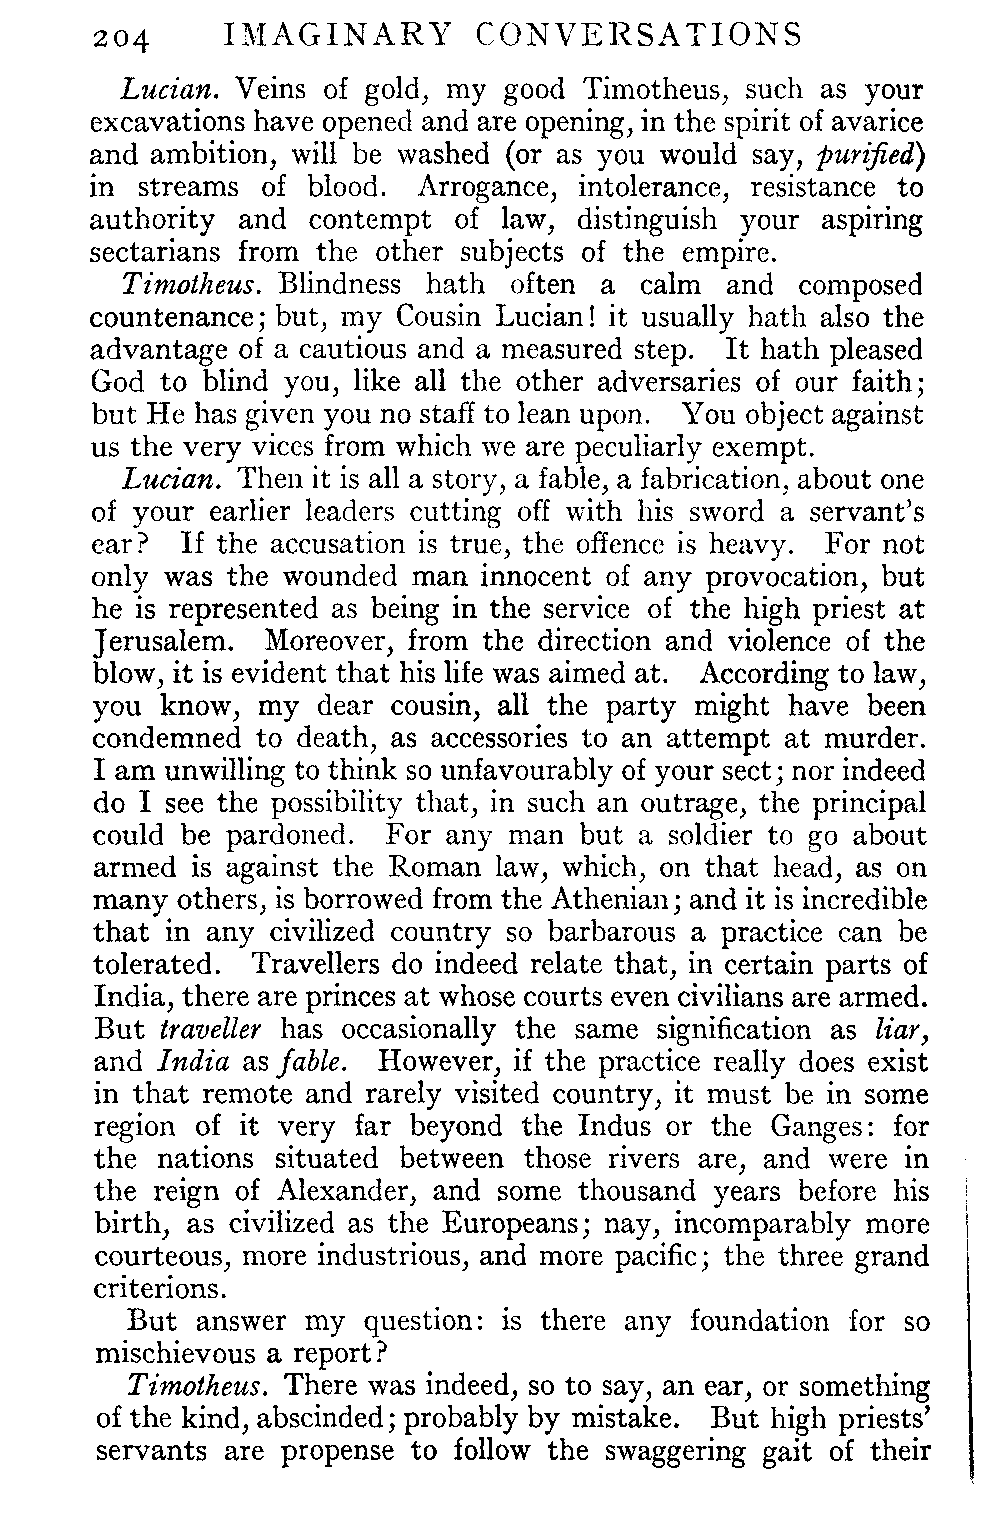 204 IMAGINARY CONVERSATIONS
Lucian. Veins of gold, my good Timotheus, such as your
excavations have opened and are opening, in the spirit of avarice
and ambition, will be washed (or as you would say, purified)
in streams of blood. Arrogance, intolerance, resistance to
authority and contempt of law, distinguish your aspiring
sectarians from the other subjects of the empire.
Timotheus. Blindness hath often a calm and composed
countenance; but, my Cousin Lucian! it usually hath also the
advantage of a cautious and a measured step. It hath pleased
God to blind you, like all the other adversaries of our faith;
but He has given you no staff to lean upon. You object against
us the very vices from which we are peculiarly exempt.
Lucian. Then it is all a story, a fable, a fabrication, about one
of your earlier leaders cutting off with his sword a servant's
ear? If the accusation is true, the offence is heavy. For not
only was the wounded man innocent of any provocation, but
he is represented as being in the service of the high priest at
Jerusalem. Moreover, from the direction and violence of the
blow, it is evident that his life was aimed at. According to law,
you know, my dear cousin, all the party might have been
condemned to death, as accessories to an attempt at murder.
I am unwilling to think so unfavourably of your sect; nor indeed
do I see the possibility that, in such an outrage, the principal
could be pardoned. For any man but a soldier to go about
armed is against the Roman law, which, on that head, as on
many others, is borrowed from the Athenian; and it is incredible
that in any civilized country so barbarous a practice can be
tolerated. Travellers do indeed relate that, in certain parts of
India, there are princes at whose courts even civilians are armed.
But traveller has occasionally the same signification as liar,
and India as fable. However, if the practice really does exist
in that remote and rarely visited country, it must be in some
region of it very far beyond the Indus or the Ganges: for
the nations situated between those rivers are, and were in
the reign of Alexander, and some thousand years before his
birth, as civilized as the Europeans; nay, incomparably more
courteous, more industrious, and more pacific; the three grand
criterions.
But answer my question: is there any foundation for so
mischievous a report?
Timotheus. There was indeed, so to say, an ear, or something
of the kind, abscinded; probably by mistake. But high priests'
servants are propense to follow the swaggering gait of their